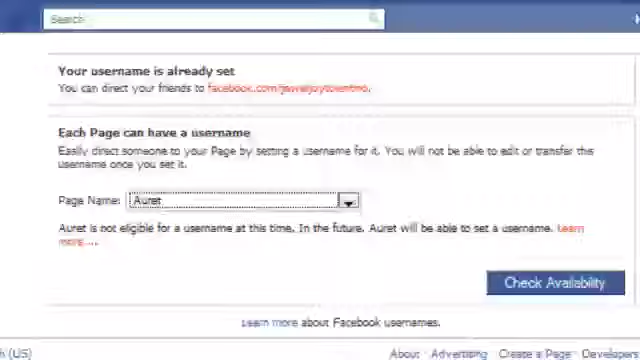 Search
Your username is already set
You can direct your friends to
Each Page can have a username
Easily direct someone to your Page by setting a username for it. You will not be able to edit or transfer this
username once you set it.
Page Name: Auret
Auret is not eligible for a username at this time. In the future, Auret will be able to set a username. Learn
more ...
Check Availability
Learn more about Facebook usernames.
(US)
About Advertising Create a Page Developers